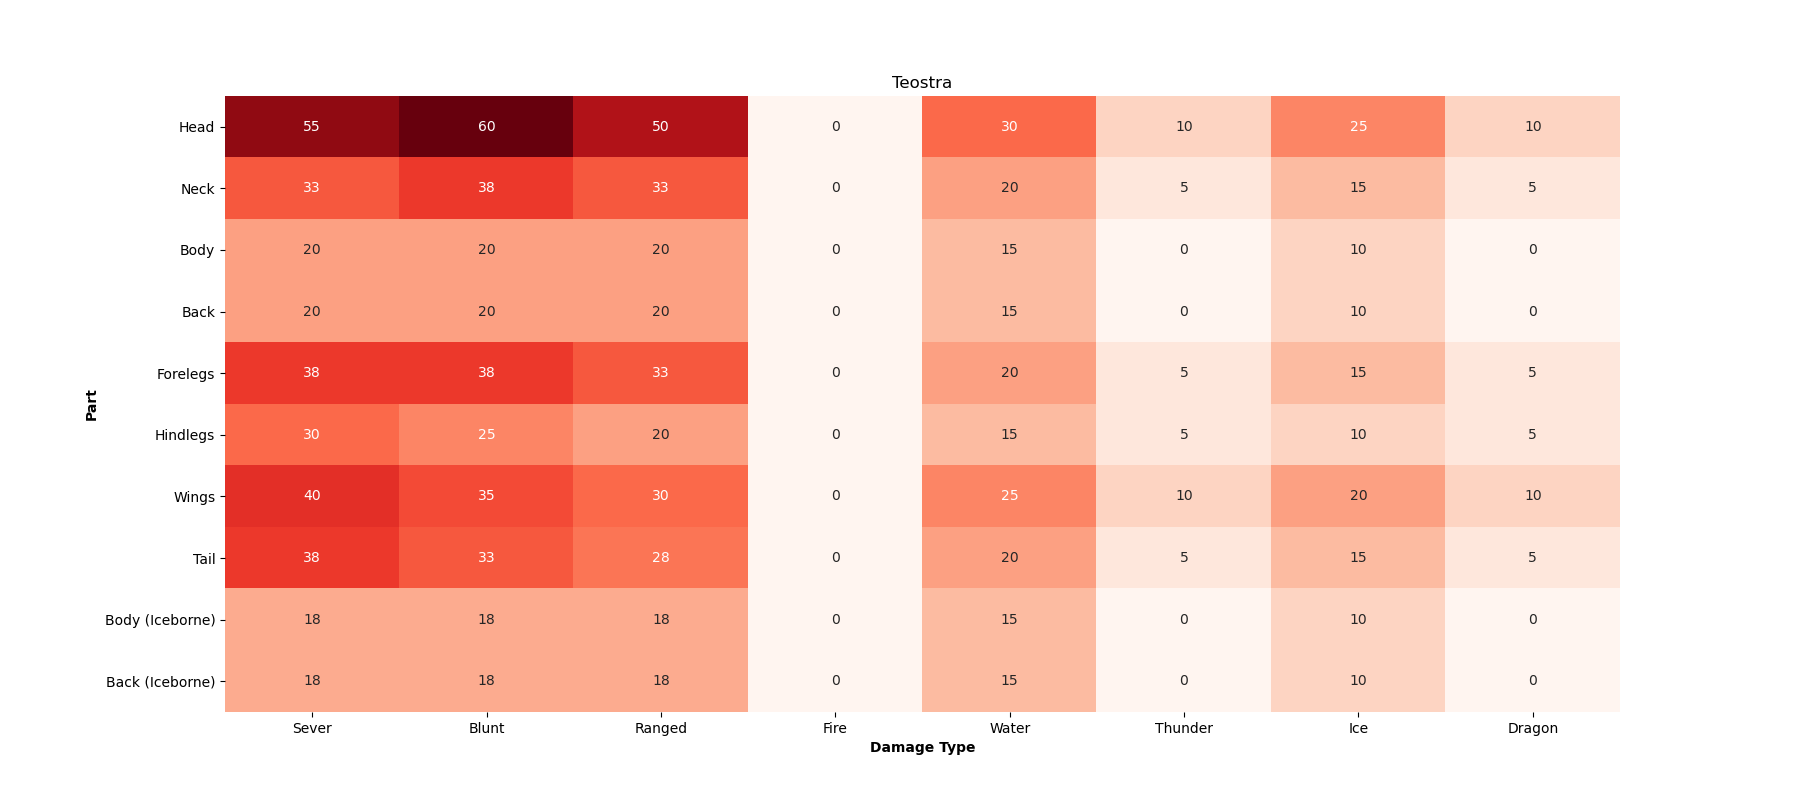 Teostra
Head 55 60 50 0 30 10 25 10
Neck 33 38 33 0 20 5 15 5
Body 20 20 20 0 15 0 10 0
Back 20 20 20 0 15 0 10 0
Forelegs 38 38 33 0 20 5 15 5
Hindlegs 30 25 20 0 15 5 10 5
Part
Wings 40 35 30 0 25 10 20 10
Tail 38 33 28 0 20 5 15 5
Body (Iceborne) 18 18 18 0 15 0 10 0
Back (Iceborne) 18 18 18 0 15 0 10 0
Sever Blunt Ranged Fire Water Thunder Ice Dragon
Damage Type